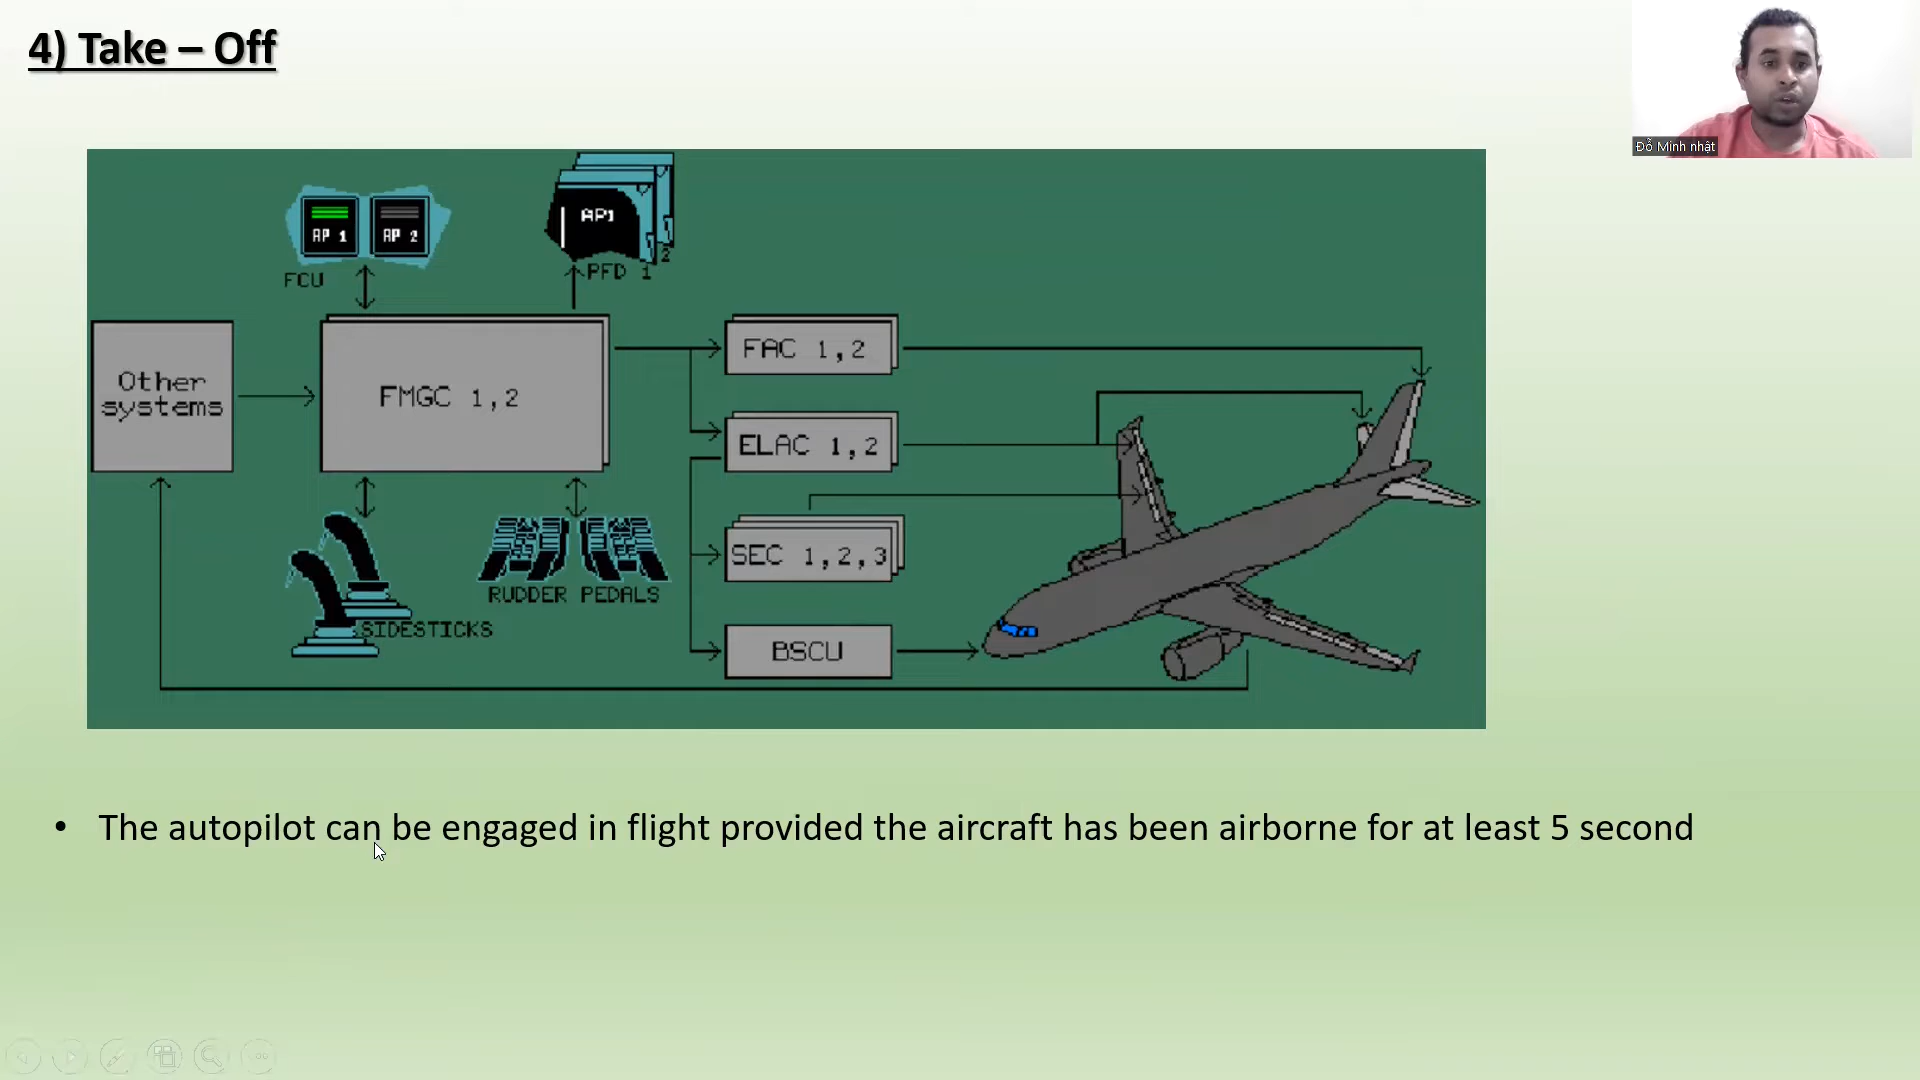 4) Take – Off
Đỗ Minh nhật
AP 1
AP 2
AP1
FCU
PFD 1
2
Other
systems
FMGC 1,2
FAC 1,2
ELAC 1,2
SEC 1,2,3
BSCU
RUDDER PEDALS
SIDESTICKS
• The autopilot can be engaged in flight provided the aircraft has been airborne for at least 5 second